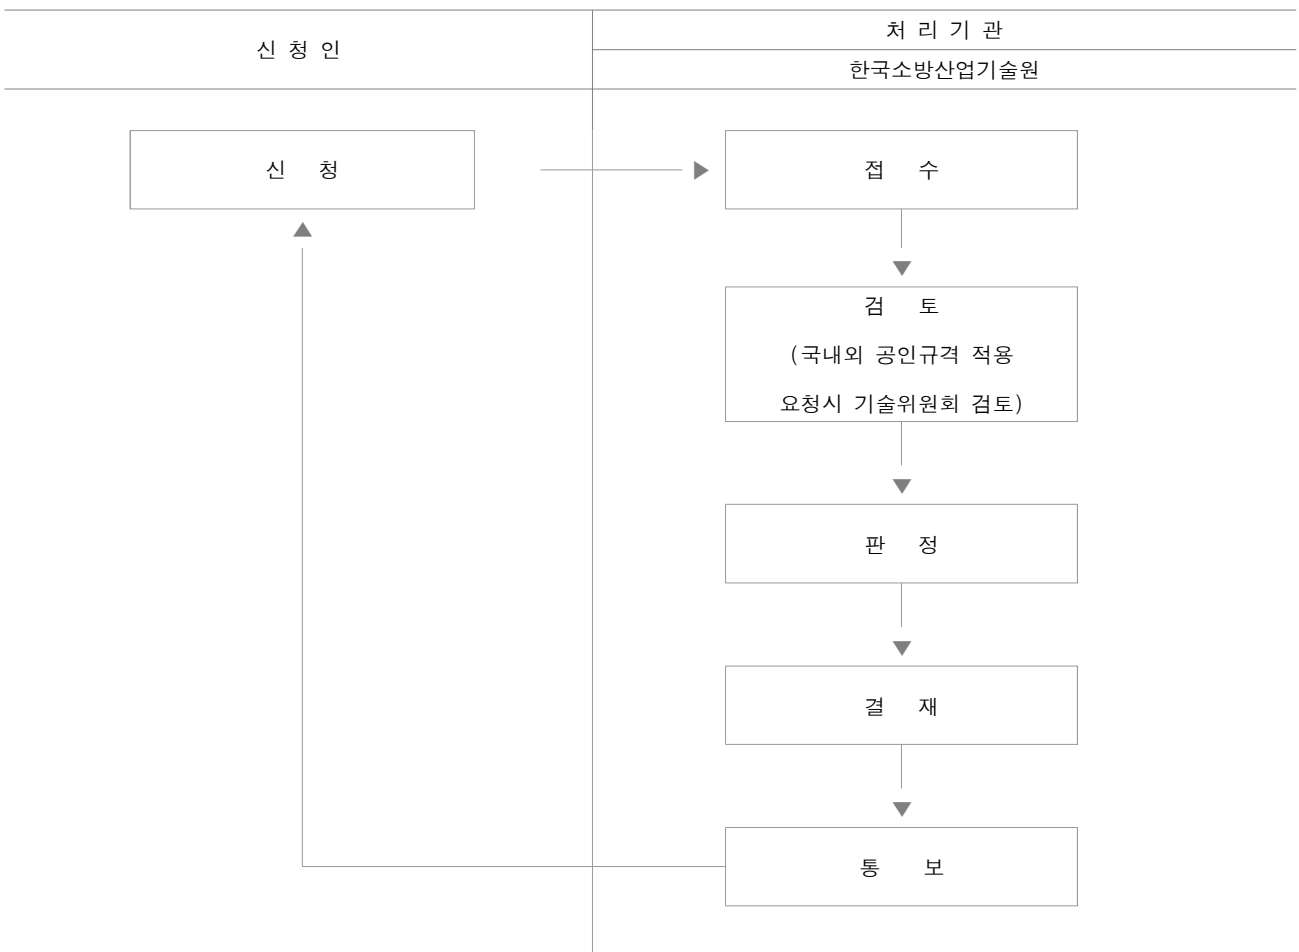 신 청 인
처 리 기 관
한국소방산업기술원
신 청
접 수
검 토
(국내외 공인규격 적용
요청시 기술위원회 검토)
판 정
결 재
통 보